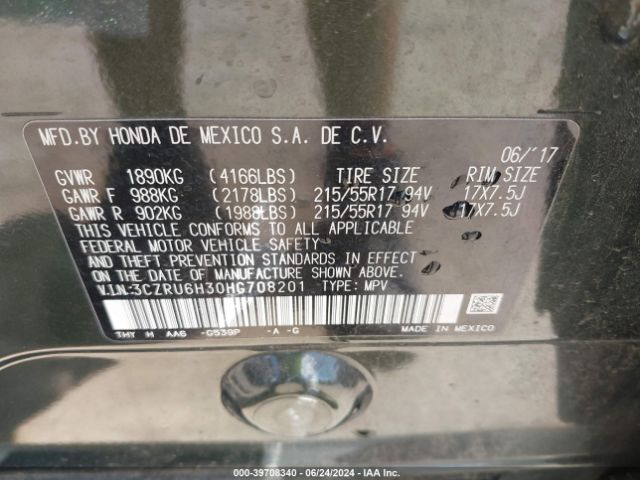 MFD.BY HONDA DE MEXICO S.A. DE C.V.
06/'17
GVWR 1890KG (4166LBS) TIRE SIZE RIM SIZE
GAWR F 988KG (2178LBS) 215/55R17 94V 17X7.5J
GAWR R 902KG (1988LBS) 215/55R17 94V 17X7.5J
THIS VEHICLE CONFORMS TO ALL APPLICABLE
FEDERAL MOTOR VEHICLE SAFETY
AND THEFT PREVENTION STANDARDS IN EFFECT
ON THE DATE OF MANUFACTURE SHOWN ABOVE.
V.I.N:3CZRU6H30HG708201 TYPE: MPV
THY H AA6 -G539P -A -G
MADE IN MEXICO
000-39708340 - 06/24/2024 - IAA Inc.